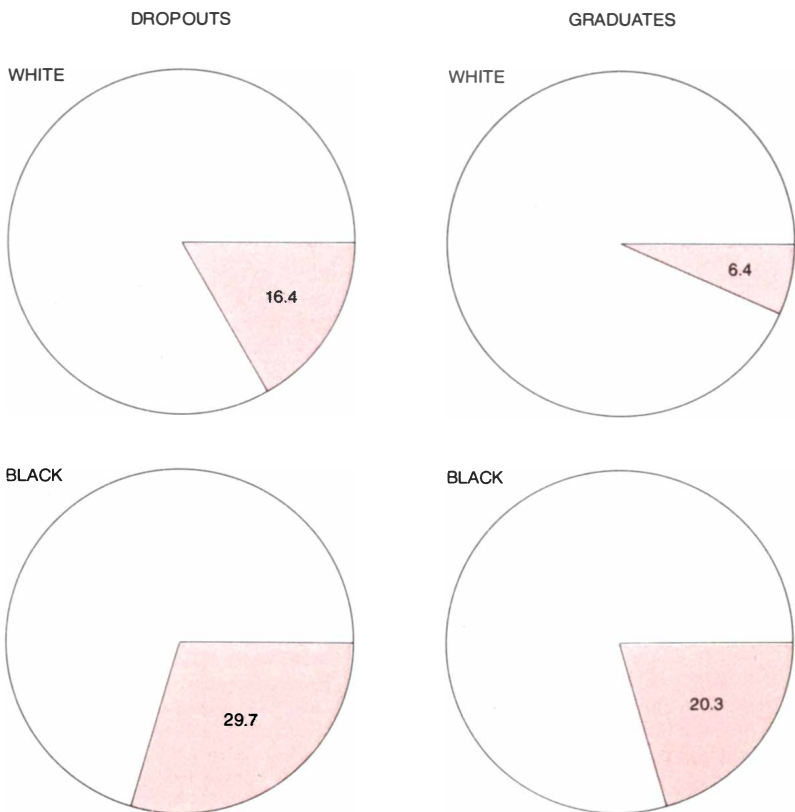 DROPOUTS
GRADUATES
WHITE
WHITE
16.4
6.4
BLACK
BLACK
29.7
20.3